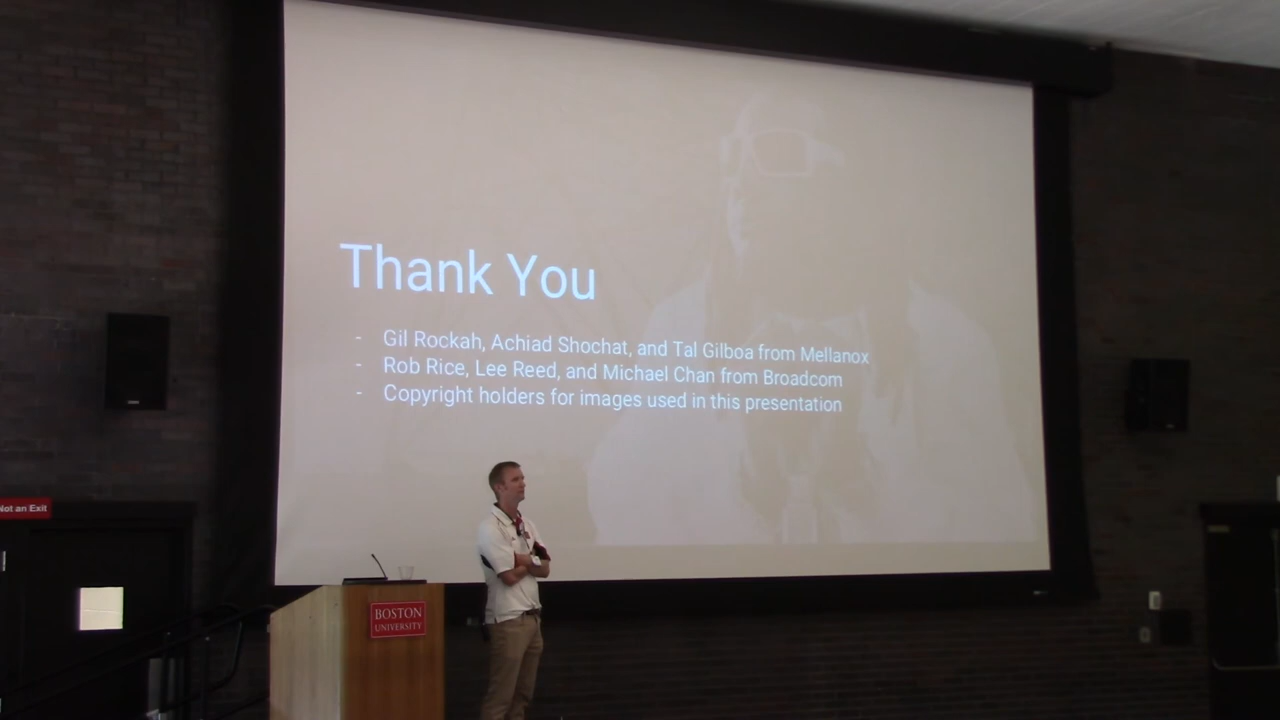 Thank You
- Gil Rockah, Achiad Shochat, and Tal Gilboa from Mellanox
- Rob Rice, Lee Reed, and Michael Chan from Broadcom
- Copyright holders for images used in this presentation
Not an Exit
BOSTON
UNIVERSITY